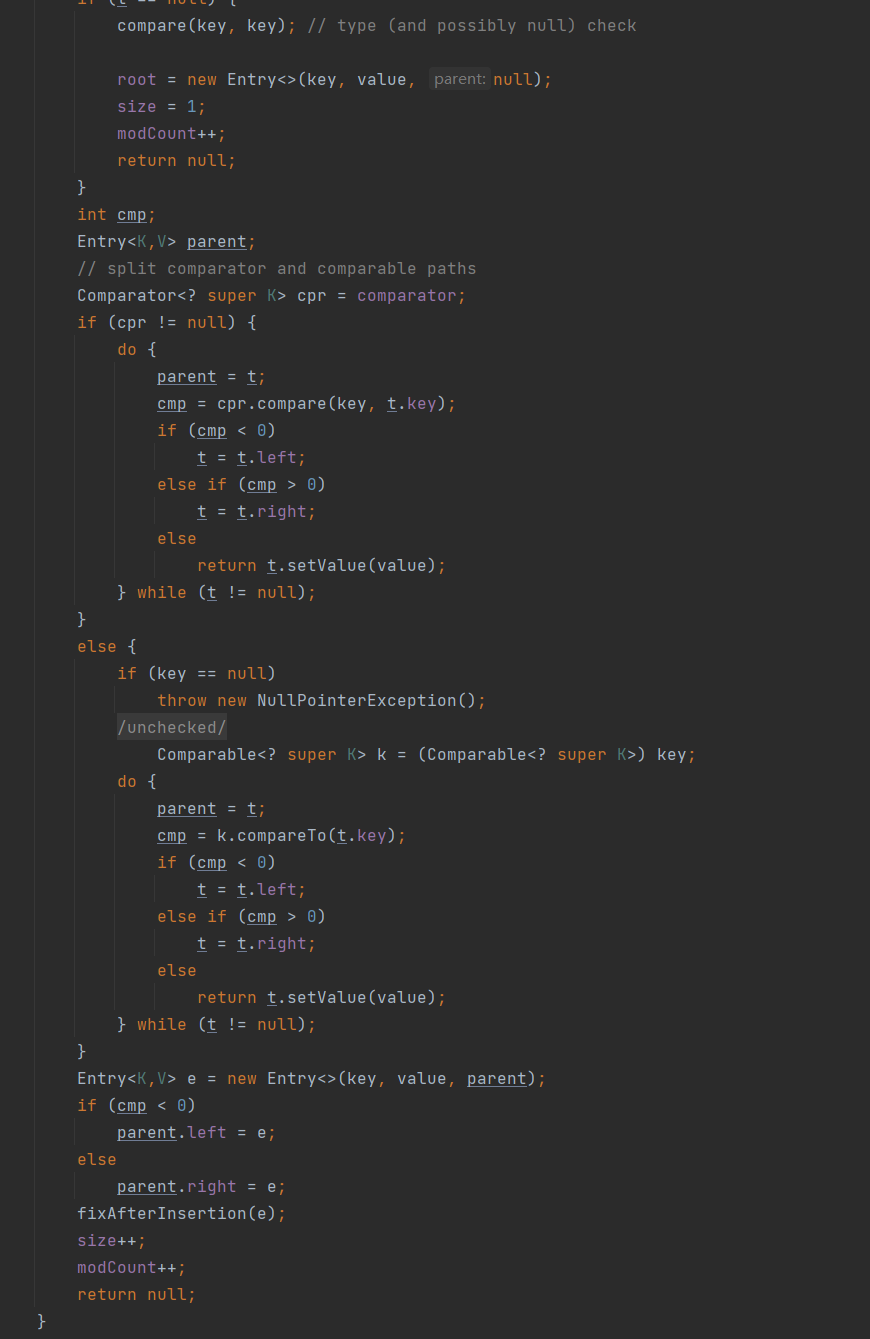 if (t == null) {
compare(key, key); // type (and possibly null) check
root = new Entry<>(key, value, parent: null);
size = 1;
modCount++;
return null;
}
int cmp;
Entry<K,V> parent;
// split comparator and comparable paths
Comparator<? super K> cpr = comparator;
if (cpr != null) {
do {
parent = t;
cmp = cpr.compare(key, t.key);
if (cmp < 0)
t = t.left;
else if (cmp > 0)
t = t.right;
else
return t.setValue(value);
} while (t != null);
}
else {
if (key == null)
throw new NullPointerException();
/unchecked/
Comparable<? super K> k = (Comparable<? super K>) key;
do {
parent = t;
cmp = k.compareTo(t.key);
if (cmp < 0)
t = t.left;
else if (cmp > 0)
t = t.right;
else
return t.setValue(value);
} while (t != null);
}
Entry<K,V> e = new Entry<>(key, value, parent);
if (cmp < 0)
parent.left = e;
else
parent.right = e;
fixAfterInsertion(e);
size++;
modCount++;
return null;
}